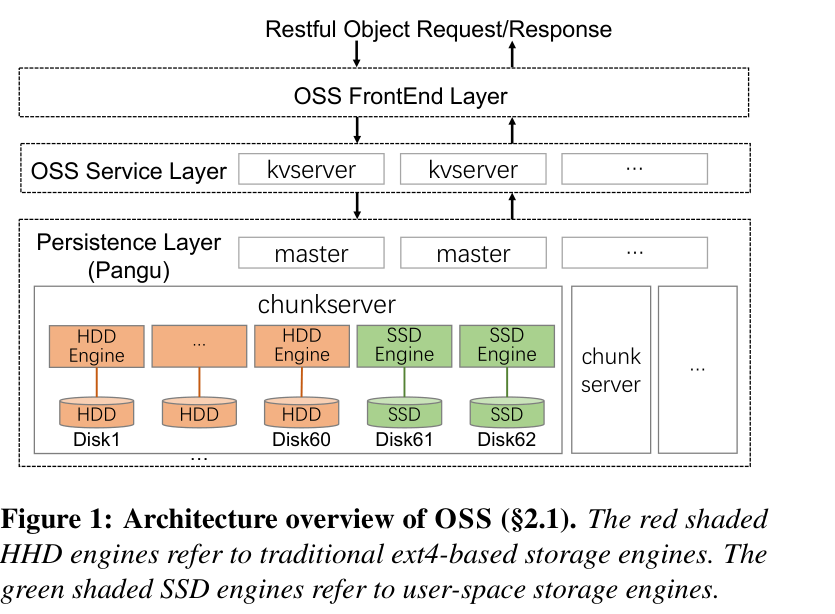 Restful Object Request/Response
OSS FrontEnd Layer
OSS Service Layer
kvserver
kvserver
...
Persistence Layer
(Pangu)
master
master
...
chunkserver
HDD
Engine
...
HDD
Engine
SSD
Engine
SSD
Engine
HDD
HDD
HDD
SSD
SSD
Disk1
...
Disk60
Disk61
Disk62
chunk
server
...
Figure 1: Architecture overview of OSS (§2.1). The red shaded
HHD engines refer to traditional ext4-based storage engines. The
green shaded SSD engines refer to user-space storage engines.